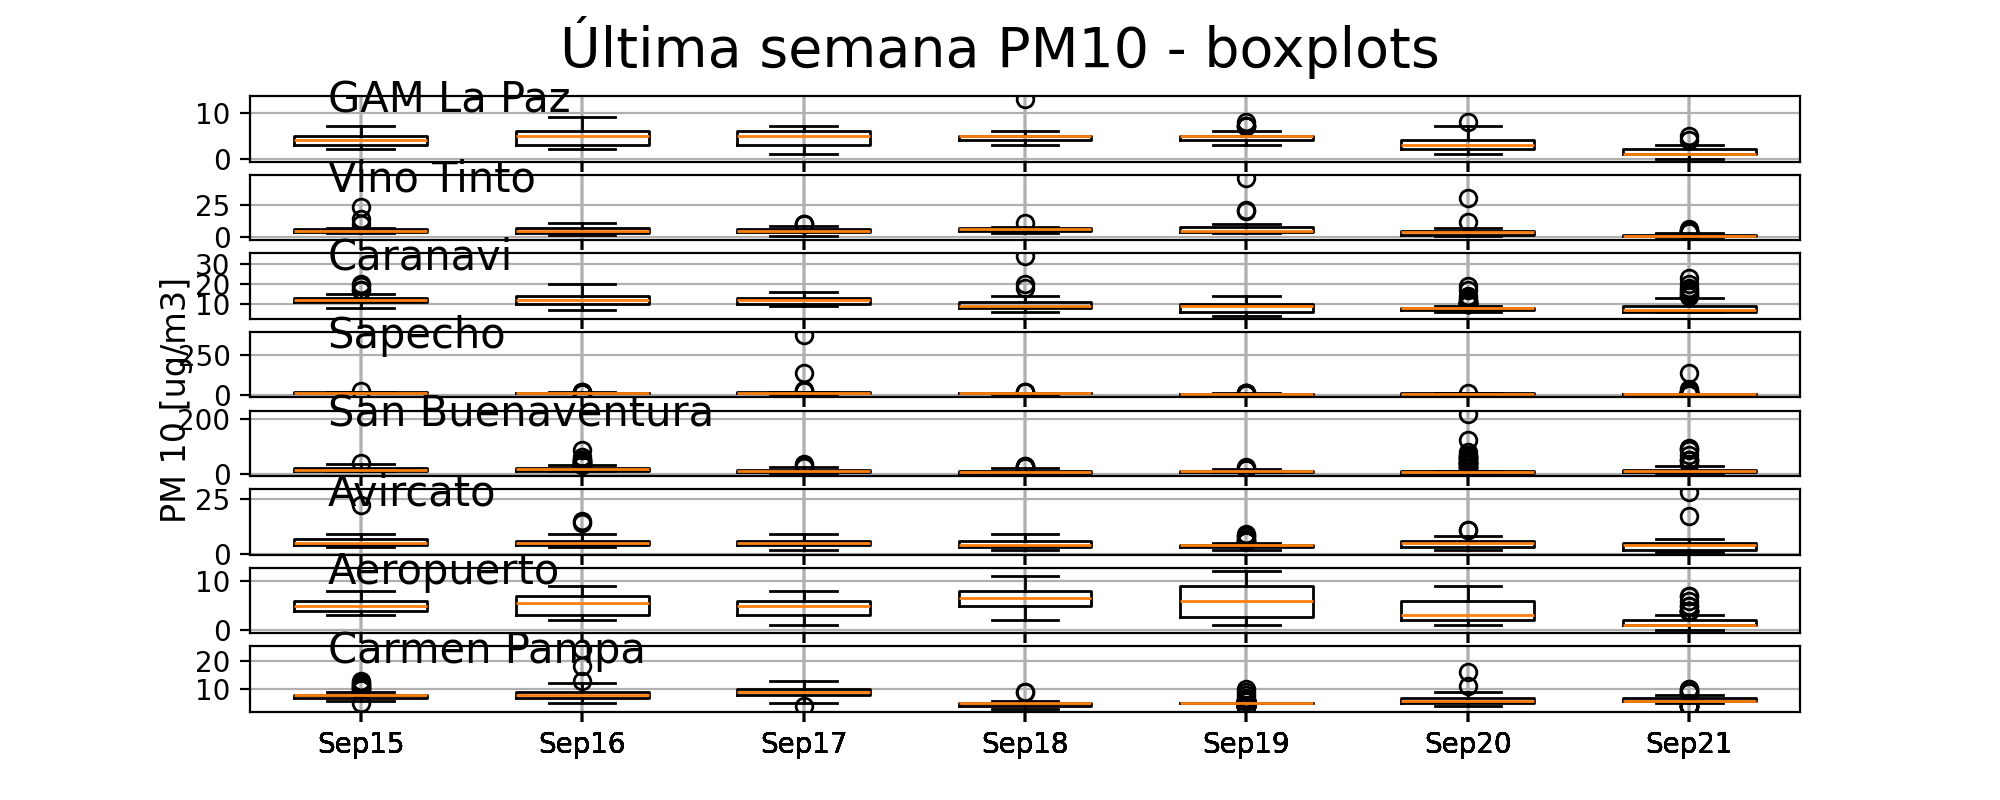 Última semana PM10 - boxplots
GAM La Paz
10
0
Vino Tinto
25
0
Caranavi
30
20
10
Sapecho
250
0
San Buenaventura
200
0
Avircato
25
0
Aeropuerto
10
0
Carmen Pampa
20
10
PM 10 [ug/m3]
Sep15 Sep16 Sep17 Sep18 Sep19 Sep20 Sep21